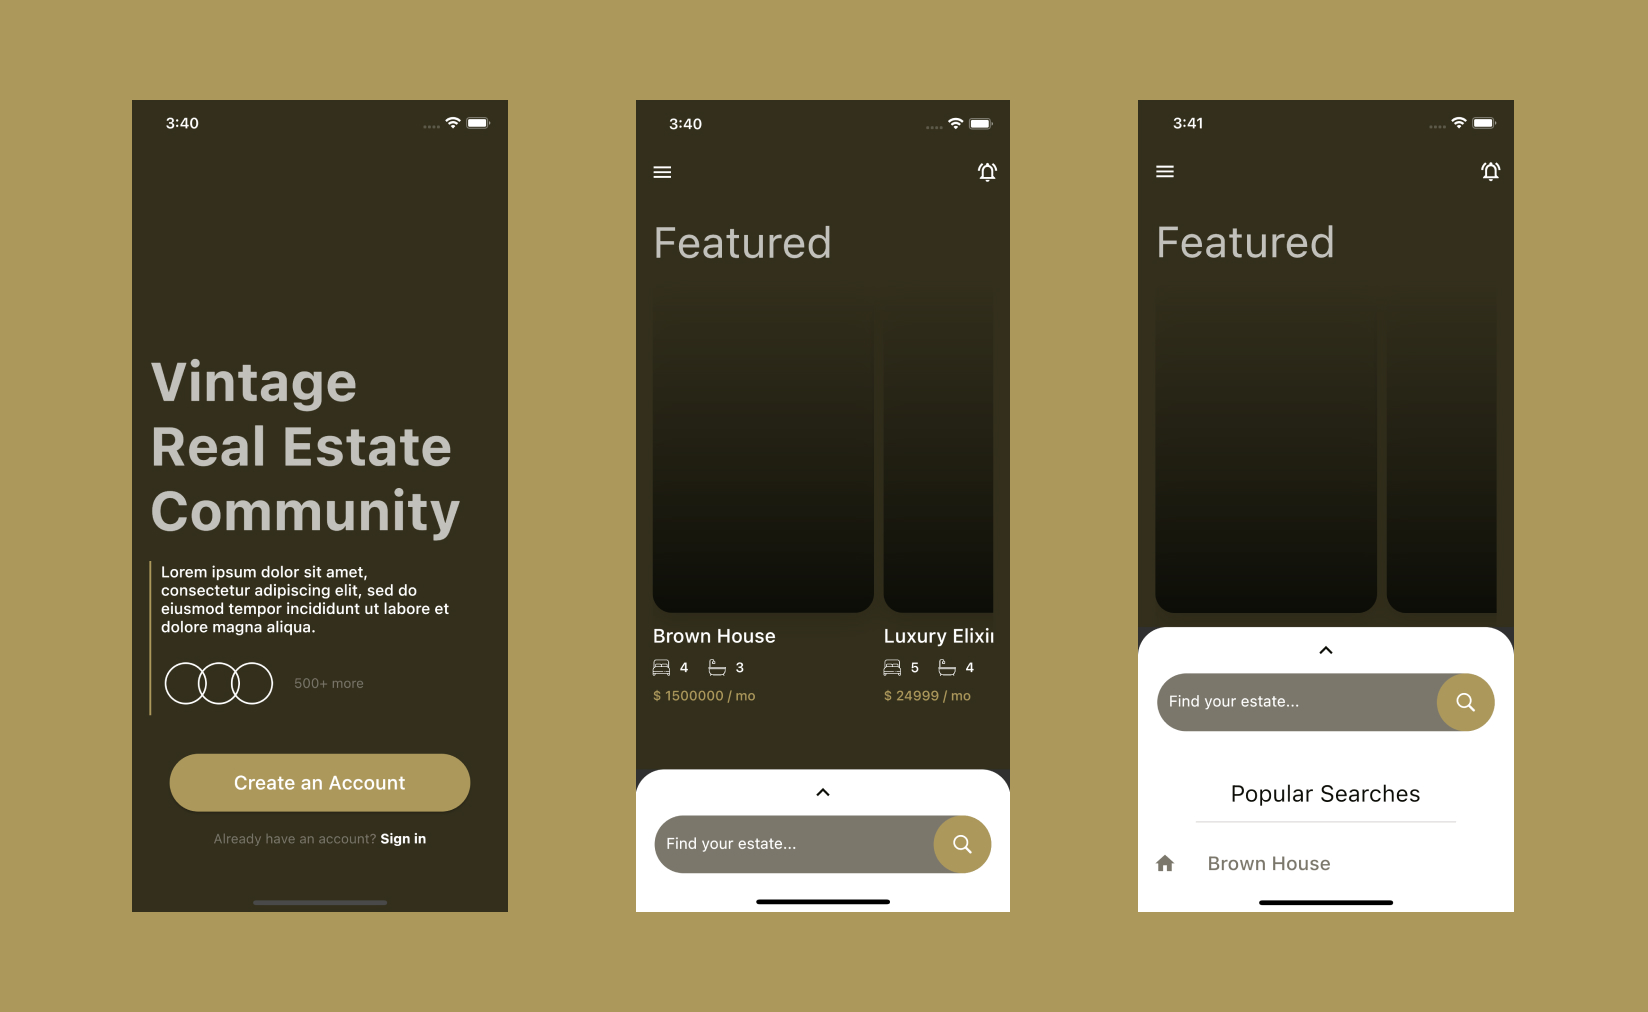 3:40
Vintage
Real Estate
Community
Lorem ipsum dolor sit amet,
consectetur adipiscing elit, sed do
eiusmod tempor incididunt ut labore et
dolore magna aliqua.
500+ more
Create an Account
Already have an account? Sign in
3:40
Featured
Brown House
4 3
$ 1500000 / mo
Luxury Elixir
5 4
$ 24999 / mo
Find your estate...
3:41
Featured
Find your estate...
Popular Searches
Brown House